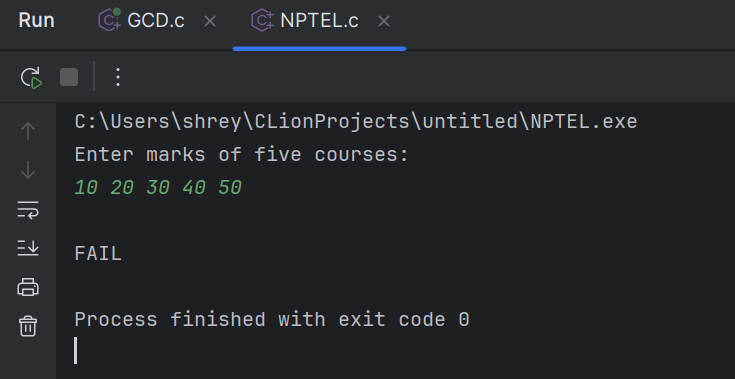 Run GCD.c NPTEL.c
C:\Users\shrey\CLionProjects\untitled\NPTEL.exe
Enter marks of five courses:
10 20 30 40 50
FAIL
Process finished with exit code 0